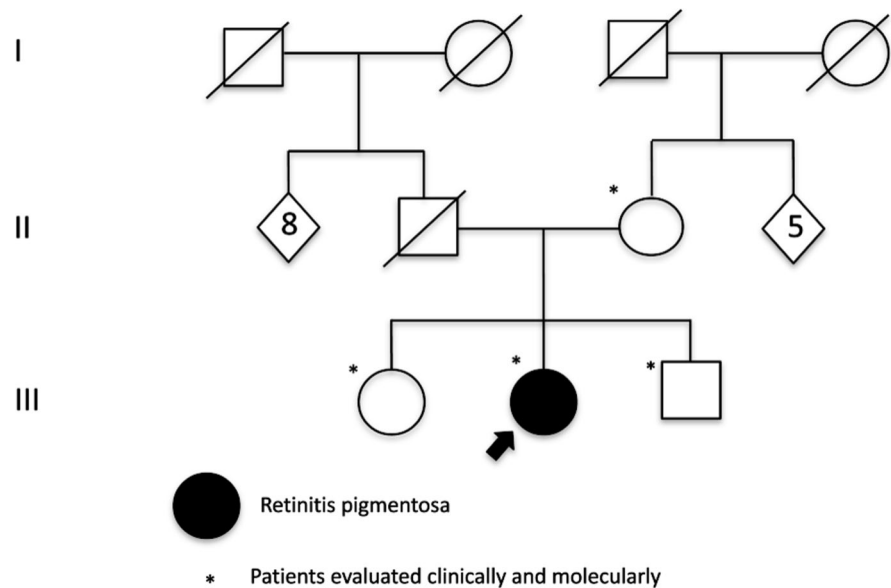 I
*
8
5
II
*
*
*
III
Retinitis pigmentosa
* Patients evaluated clinically and molecularly